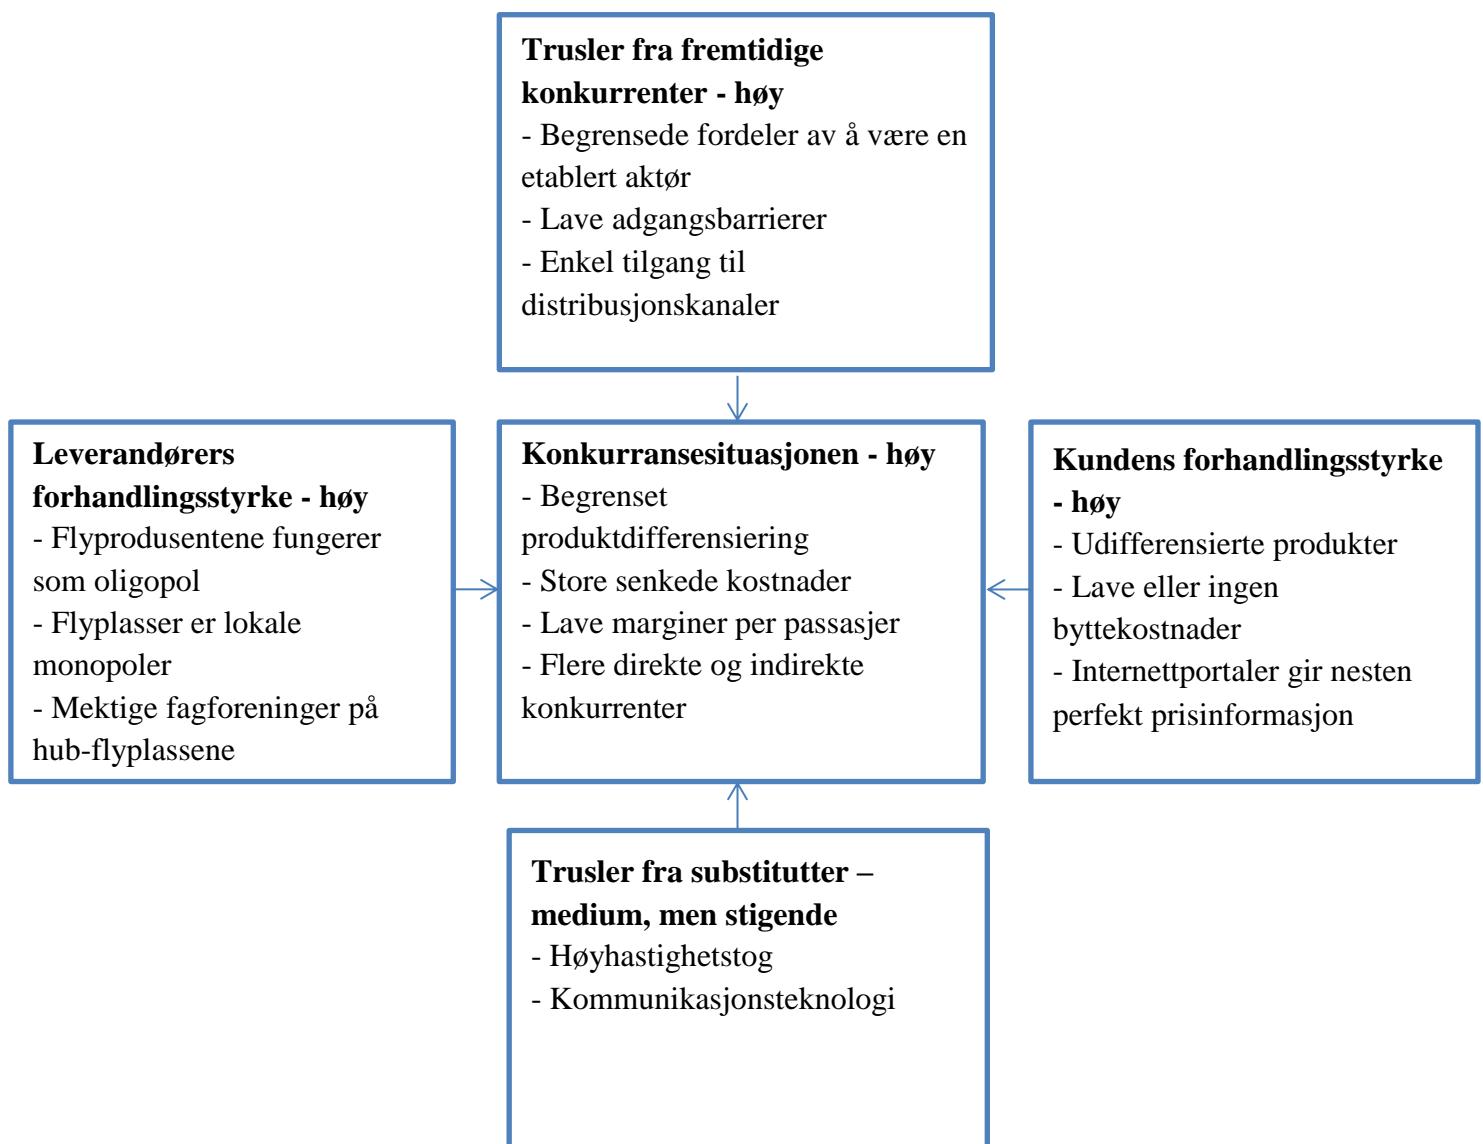 Trusler fra fremtidige
konkurrenter - høy
- Begrensede fordeler av å være en
etablert aktør
- Lave adgangsbarrierer
- Enkel tilgang til
distribusjonskanaler
Leverandørers
forhandlingsstyrke - høy
- Flyprodusentene fungerer
som oligopol
- Flyplasser er lokale
monopoler
- Mektige fagforeninger på
hub-flyplassene
Konkurransesituasjonen - høy
- Begrenset
produktdifferensiering
- Store senkede kostnader
- Lave marginer per passasjer
- Flere direkte og indirekte
konkurrenter
Kundens forhandlingsstyrke
- høy
- Udifferensierte produkter
- Lave eller ingen
byttekostnader
- Internettportaler gir nesten
perfekt prisinformasjon
Trusler fra substitutter –
medium, men stigende
- Høyhastighetstog
- Kommunikasjonsteknologi